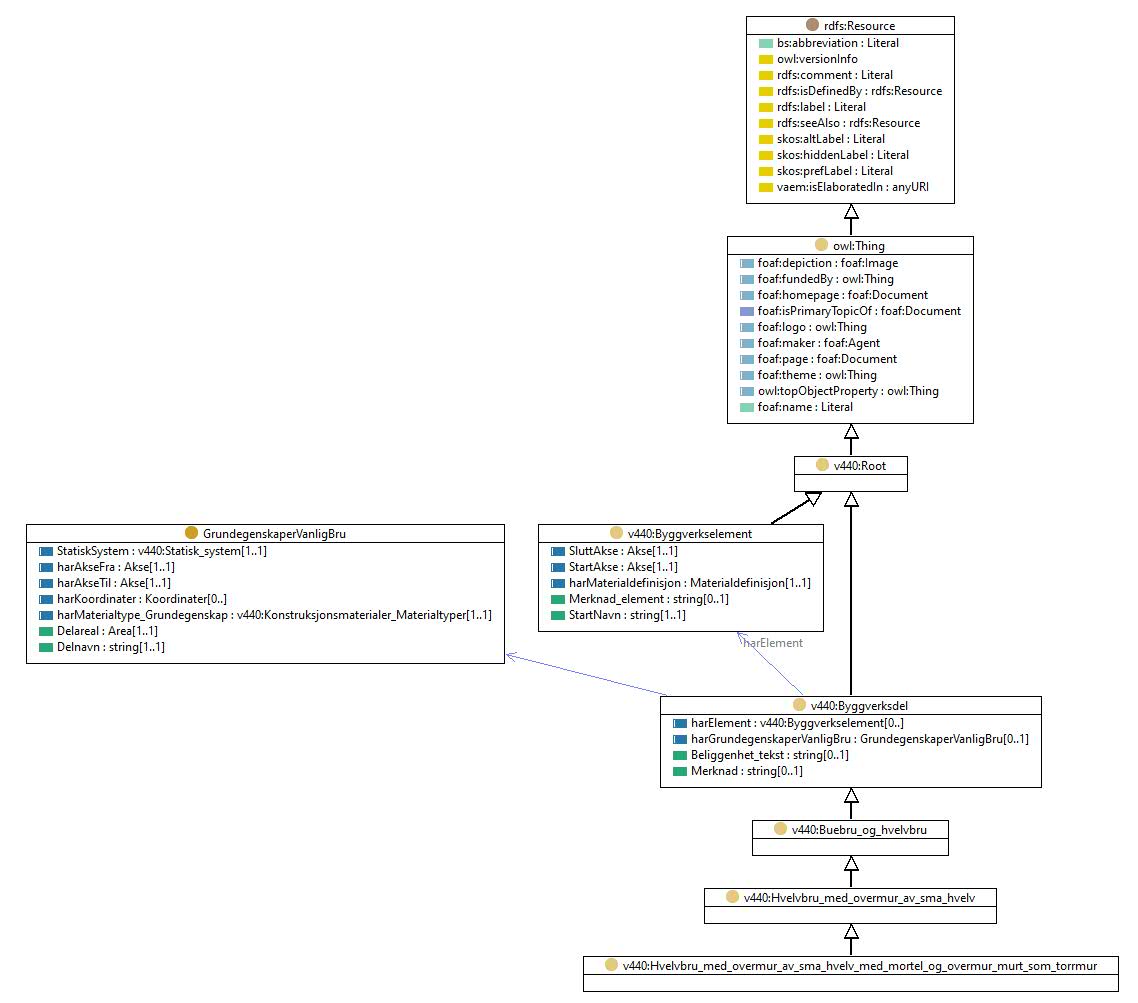 rdfs:Resource
bs:abbreviation : Literal
owl:versionInfo
rdfs:comment : Literal
rdfs:isDefinedBy : rdfs:Resource
rdfs:label : Literal
rdfs:seeAlso : rdfs:Resource
skos:altLabel : Literal
skos:hiddenLabel : Literal
skos:prefLabel : Literal
vaem:isElaboratedIn : anyURI
owl:Thing
foaf:depiction : foaf:Image
foaf:fundedBy : owl:Thing
foaf:homepage : foaf:Document
foaf:isPrimaryTopicOf : foaf:Document
foaf:logo : owl:Thing
foaf:maker : foaf:Agent
foaf:page : foaf:Document
foaf:theme : owl:Thing
owl:topObjectProperty : owl:Thing
foaf:name : Literal
v440:Root
GrundegenskaperVanligBru
StatiskSystem : v440:Statisk_system[1..1]
harAkseFra : Akse[1..1]
harAkseTil : Akse[1..1]
harKoordinater : Koordinater[0..]
harMaterialtype_Grundegenskap : v440:Konstruksjonsmaterialer_Materialtyper[1..1]
Delareal : Area[1..1]
Delnavn : string[1..1]
v440:Byggverkselement
SluttAkse : Akse[1..1]
StartAkse : Akse[1..1]
harMaterialdefinisjon : Materialdefinisjon[1..1]
Merknad_element : string[0..1]
StartNavn : string[1..1]
harElement
v440:Byggverksdel
harElement : v440:Byggverkselement[0..]
harGrundegenskaperVanligBru : GrundegenskaperVanligBru[0..1]
Beliggenhet_tekst : string[0..1]
Merknad : string[0..1]
v440:Buebru_og_hvelvbru
v440:Hvelvbru_med_overmur_av_sma_hvelv
v440:Hvelvbru_med_overmur_av_sma_hvelv_med_mortel_og_overmur_murt_som_torrmur